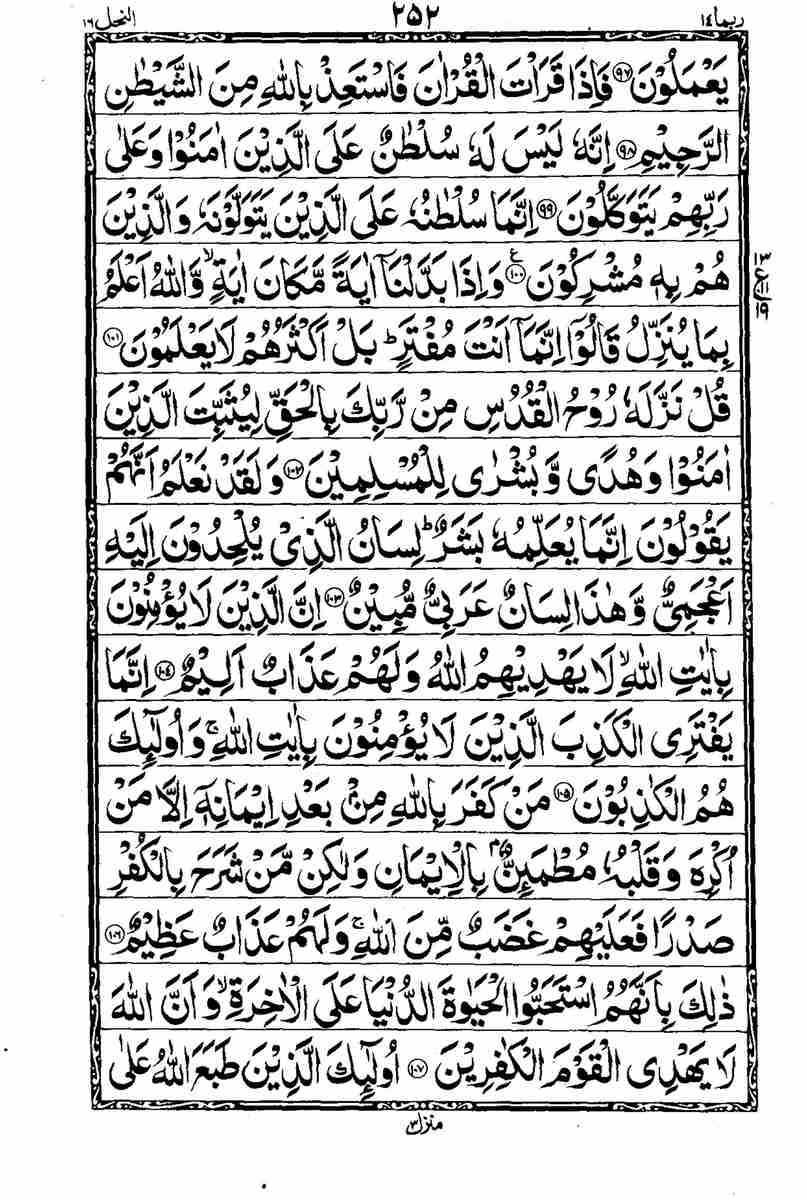 ربما ١٤ ٢٥٢ النحل ١٦
يَعْمَلُوْنَ ﴿٩٧﴾ فَاِذَا قَرَاْتَ الْقُرْاٰنَ فَاسْتَعِذْ بِاللّٰهِ مِنَ الشَّيْطٰنِ
الرَّجِيْمِ ﴿٩٨﴾ اِنَّهٗ لَيْسَ لَهٗ سُلْطٰنٌ عَلَى الَّذِيْنَ اٰمَنُوْا وَعَلٰى
رَبِّهِمْ يَتَوَكَّلُوْنَ ﴿٩٩﴾ اِنَّمَا سُلْطٰنُهٗ عَلَى الَّذِيْنَ يَتَوَلَّوْنَهٗ وَالَّذِيْنَ
هُمْ بِهٖ مُشْرِكُوْنَ ﴿١٠٠﴾ ع وَاِذَا بَدَّلْنَاۤ اٰيَةً مَّكَانَ اٰيَةٍ ۙ وَّاللّٰهُ اَعْلَمُ
١٣ ع ١١ ١٩
بِمَا يُنَزِّلُ قَالُوْۤا اِنَّمَاۤ اَنْتَ مُفْتَرٍ ؕ بَلْ اَكْثَرُهُمْ لَا يَعْلَمُوْنَ ﴿١٠١﴾
قُلْ نَزَّلَهٗ رُوْحُ الْقُدُسِ مِنْ رَّبِّكَ بِالْحَقِّ لِيُثَبِّتَ الَّذِيْنَ
اٰمَنُوْا وَهُدًى وَّبُشْرٰى لِلْمُسْلِمِيْنَ ﴿١٠٢﴾ وَلَقَدْ نَعْلَمُ اَنَّهُمْ
يَقُوْلُوْنَ اِنَّمَا يُعَلِّمُهٗ بَشَرٌ ؕ لِسَانُ الَّذِيْ يُلْحِدُوْنَ اِلَيْهِ
اَعْجَمِيٌّ وَّهٰذَا لِسَانٌ عَرَبِيٌّ مُّبِيْنٌ ﴿١٠٣﴾ اِنَّ الَّذِيْنَ لَا يُؤْمِنُوْنَ
بِاٰيٰتِ اللّٰهِ ۙ لَا يَهْدِيْهِمُ اللّٰهُ وَلَهُمْ عَذَابٌ اَلِيْمٌ ﴿١٠٤﴾ اِنَّمَا
يَفْتَرِى الْكَذِبَ الَّذِيْنَ لَا يُؤْمِنُوْنَ بِاٰيٰتِ اللّٰهِ ۚ وَاُولٰٓئِكَ
هُمُ الْكٰذِبُوْنَ ﴿١٠٥﴾ مَنْ كَفَرَ بِاللّٰهِ مِنْۢ بَعْدِ اِيْمَانِهٖۤ اِلَّا مَنْ
اُكْرِهَ وَقَلْبُهٗ مُطْمَئِنٌّۢ بِالْاِيْمَانِ وَلٰكِنْ مَّنْ شَرَحَ بِالْكُفْرِ
صَدْرًا فَعَلَيْهِمْ غَضَبٌ مِّنَ اللّٰهِ ۚ وَلَهُمْ عَذَابٌ عَظِيْمٌ ﴿١٠٦﴾
ذٰلِكَ بِاَنَّهُمُ اسْتَحَبُّوا الْحَيٰوةَ الدُّنْيَا عَلَى الْاٰخِرَةِ ۙ وَاَنَّ اللّٰهَ
لَا يَهْدِى الْقَوْمَ الْكٰفِرِيْنَ ﴿١٠٧﴾ اُولٰٓئِكَ الَّذِيْنَ طَبَعَ اللّٰهُ عَلٰى
منزل ٣